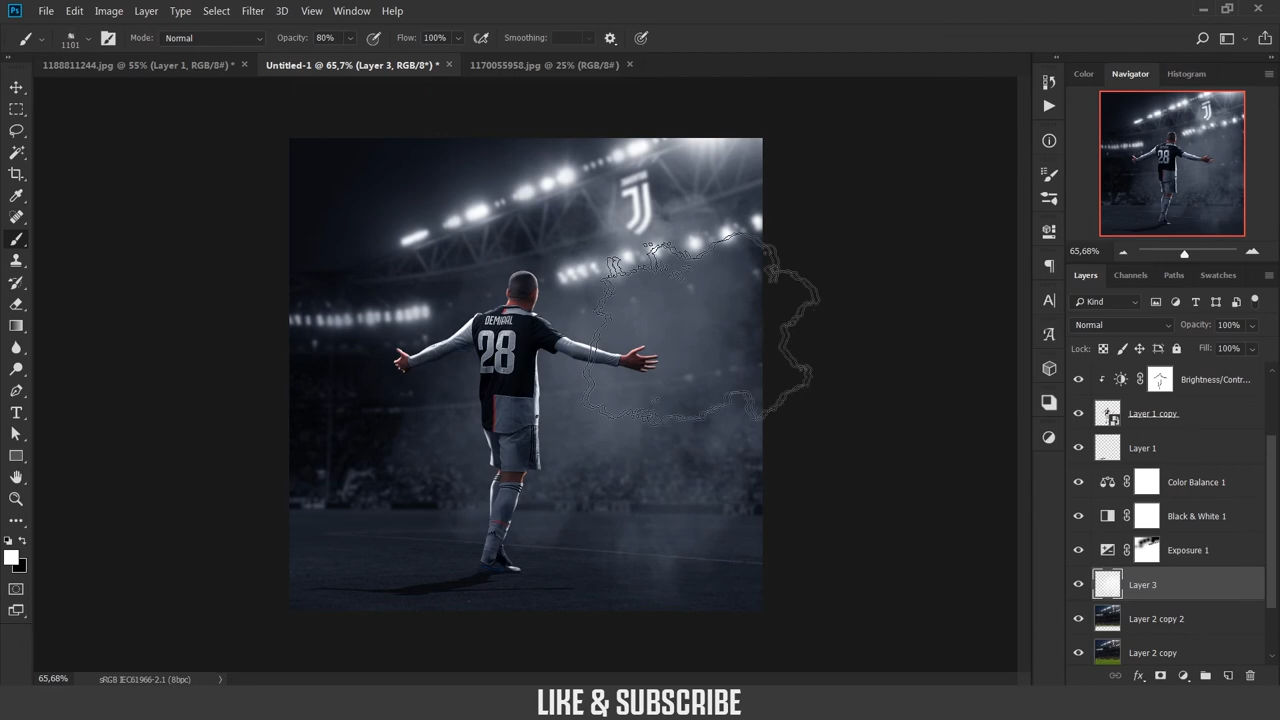 Ps File Edit Image Layer Type Select Filter 3D View Window Help
1101 Mode: Normal Opacity: 80% Flow: 100% Smoothing:
1188811244.jpg @ 55% (Layer 1, RGB/8#) * Untitled-1 @ 65,7% (Layer 3, RGB/8*) * 1170055958.jpg @ 25% (RGB/8#)
Color Navigator Histogram
65,68%
Layers Channels Paths Swatches
Kind
Normal Opacity: 100%
Lock: Fill: 100%
Brightness/Contr...
Layer 1 copy
Layer 1
Color Balance 1
Black & White 1
Exposure 1
Layer 3
Layer 2 copy 2
Layer 2 copy
DEMIRAL
28
65,68% sRGB IEC61966-2.1 (8bpc)
LIKE & SUBSCRIBE